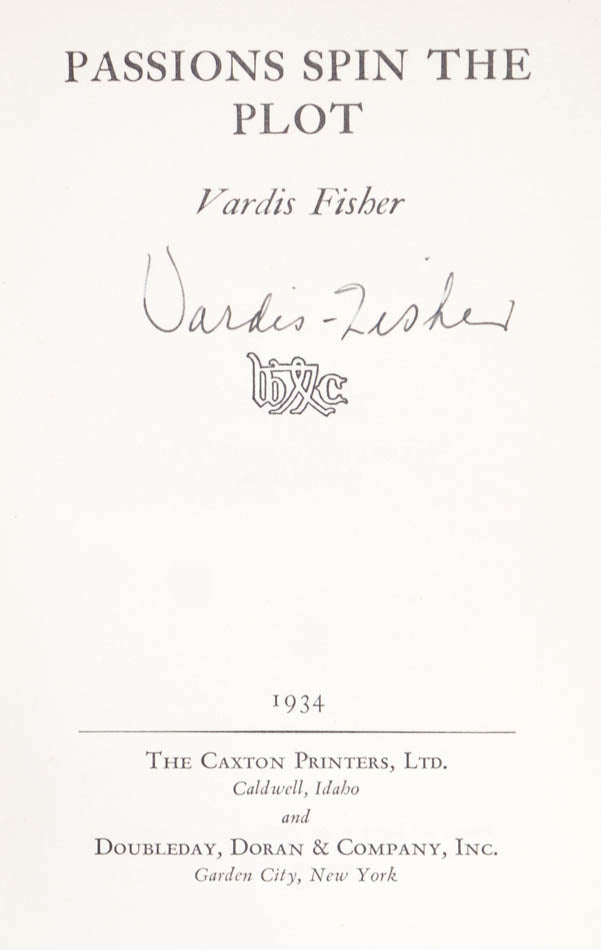 PASSIONS SPIN THE
PLOT
Vardis Fisher
Vardis-Fisher
1934
THE CAXTON PRINTERS, LTD.
Caldwell, Idaho
and
DOUBLEDAY, DORAN & COMPANY, INC.
Garden City, New York